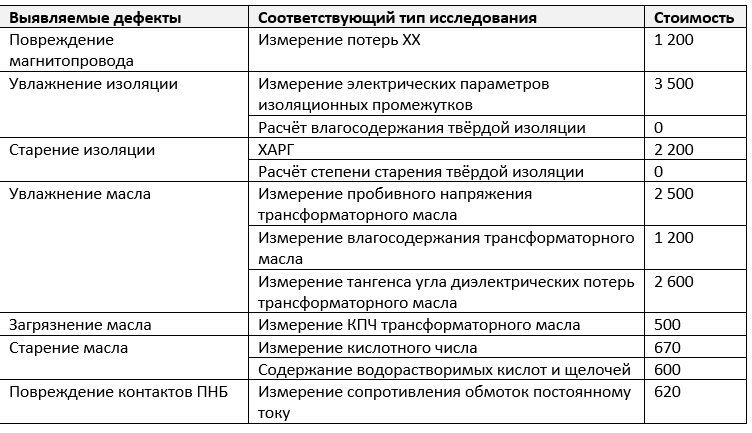 Выявляемые дефекты Соответствующий тип исследования Стоимость
Повреждение Измерение потерь ХХ 1 200
магнитопровода
Увлажнение изоляции Измерение электрических параметров 3 500
изоляционных промежутков
Расчёт влагосодержания твёрдой изоляции 0
Старение изоляции ХАРГ 2 200
Расчёт степени старения твёрдой изоляции 0
Увлажнение масла Измерение пробивного напряжения 2 500
трансформаторного масла
Измерение влагосодержания трансформаторного 1 200
масла
Измерение тангенса угла диэлектрических потерь 2 600
трансформаторного масла
Загрязнение масла Измерение КПЧ трансформаторного масла 500
Старение масла Измерение кислотного числа 670
Содержание водорастворимых кислот и щелочей 600
Повреждение контактов ПНБ Измерение сопротивления обмоток постоянному 620
току